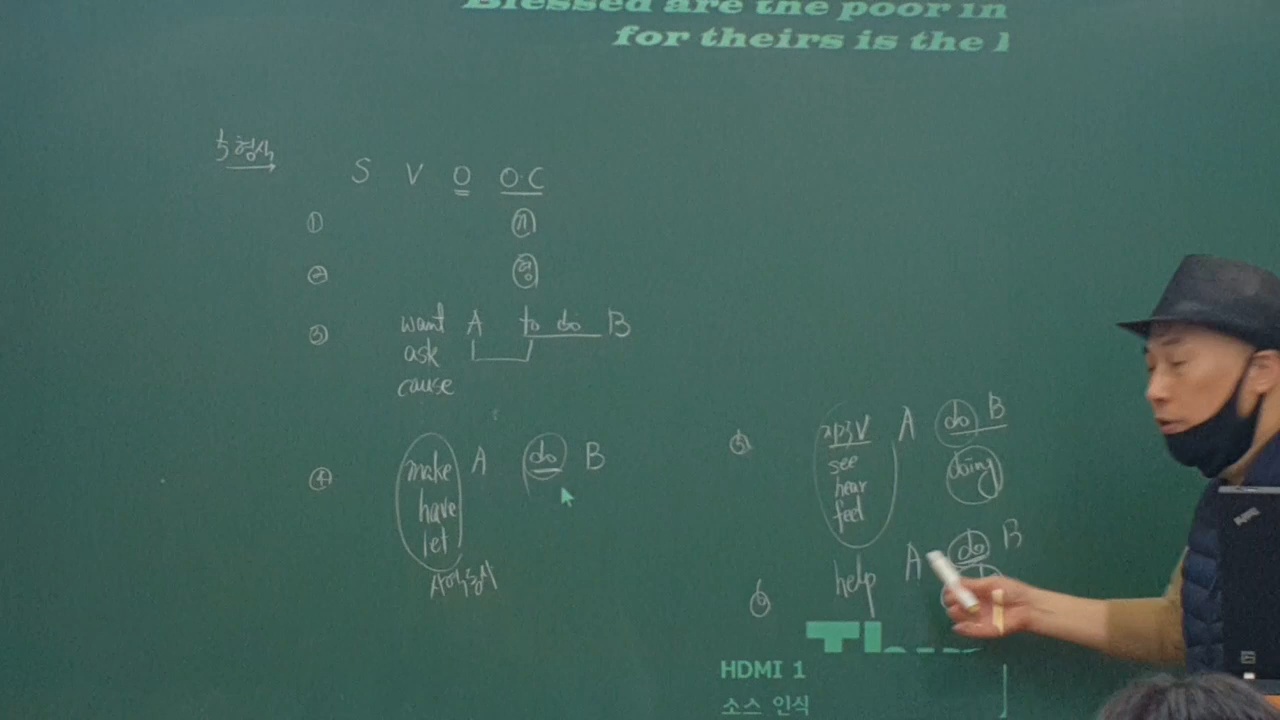 Blessed are the poor in
for theirs is the
5형식
S V O O·C
① 명
② 형
③ want A to do B
ask
cause
④ make A do B
have
let
사역동사
⑤ 지각V A do B
see doing
hear
feel
⑥ help A do B
HDMI 1
소스 인식